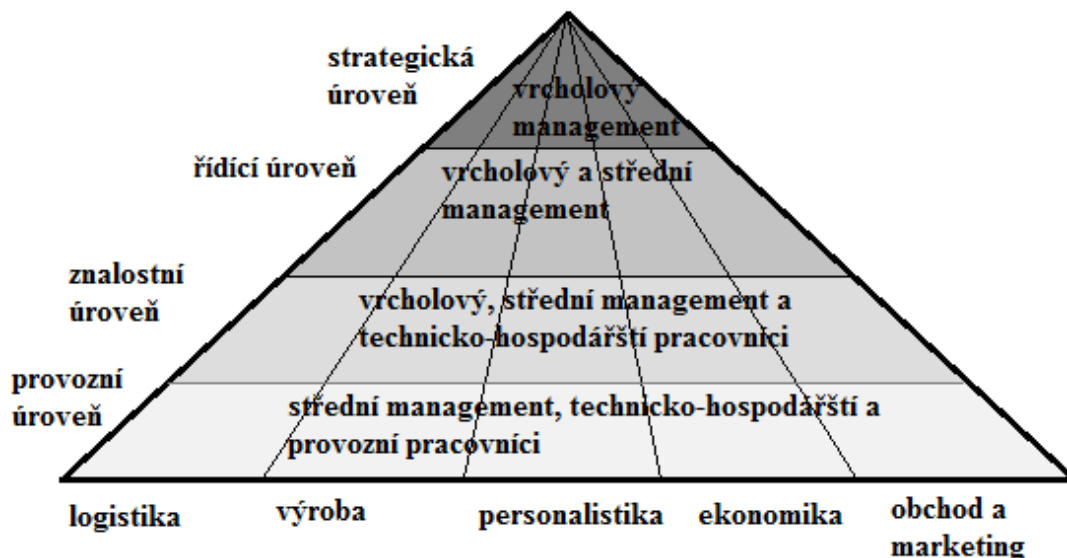 strategická
úroveň
vrcholový
management
řídící úroveň
vrcholový a střední
management
znalostní
úroveň
vrcholový, střední management a
technicko-hospodářští pracovníci
provozní
úroveň
střední management, technicko-hospodářští a
provozní pracovníci
logistika
výroba
personalistika
ekonomika
obchod a
marketing